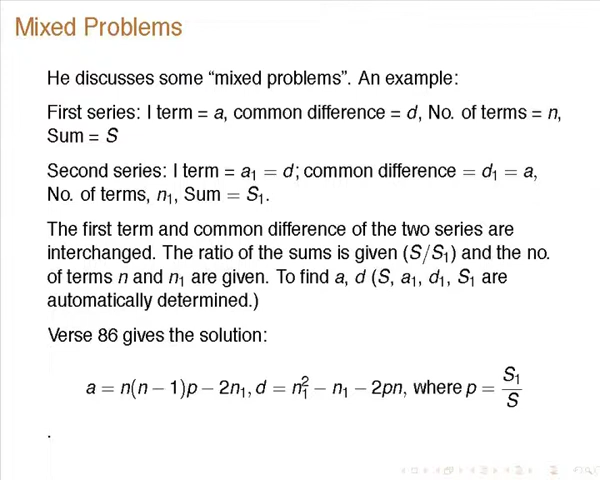 Mixed Problems
He discusses some “mixed problems”. An example:
First series: I term = a, common difference = d, No. of terms = n,
Sum = S
Second series: I term = a₁ = d; common difference = d₁ = a,
No. of terms, n₁, Sum = S₁.
The first term and common difference of the two series are
interchanged. The ratio of the sums is given (S/S₁) and the no.
of terms n and n₁ are given. To find a, d (S, a₁, d₁, S₁ are
automatically determined.)
Verse 86 gives the solution:
a = n(n − 1)p − 2n₁, d = n₁² − n₁ − 2pn, where p = S₁/S
.